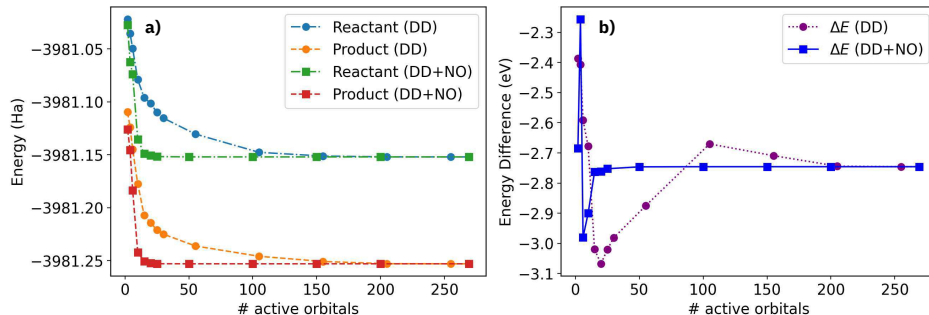 a)
Reactant (DD)
Product (DD)
Reactant (DD+NO)
Product (DD+NO)
Energy (Ha)
−3981.05
−3981.10
−3981.15
−3981.20
−3981.25
0 50 100 150 200 250
# active orbitals
b)
ΔE (DD)
ΔE (DD+NO)
Energy Difference (eV)
−2.3
−2.4
−2.5
−2.6
−2.7
−2.8
−2.9
−3.0
−3.1
0 50 100 150 200 250
# active orbitals